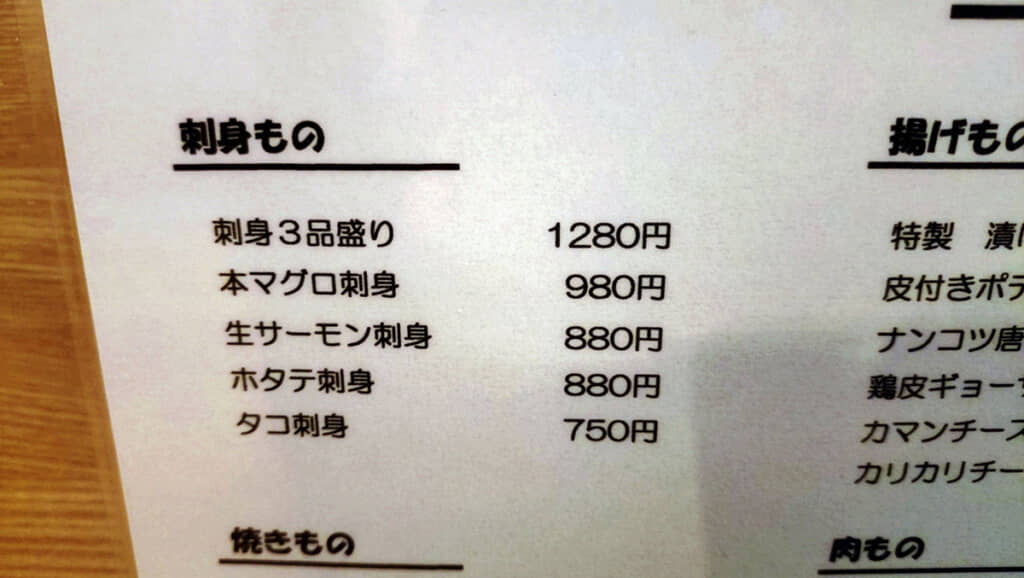 刺身もの
刺身３品盛り 1280円
本マグロ刺身 980円
生サーモン刺身 880円
ホタテ刺身 880円
タコ刺身 750円
焼きもの
揚げもの
特製 漬
皮付きポテ
ナンコツ唐
鶏皮ギョー
カマンチーズ
カリカリチー
肉もの